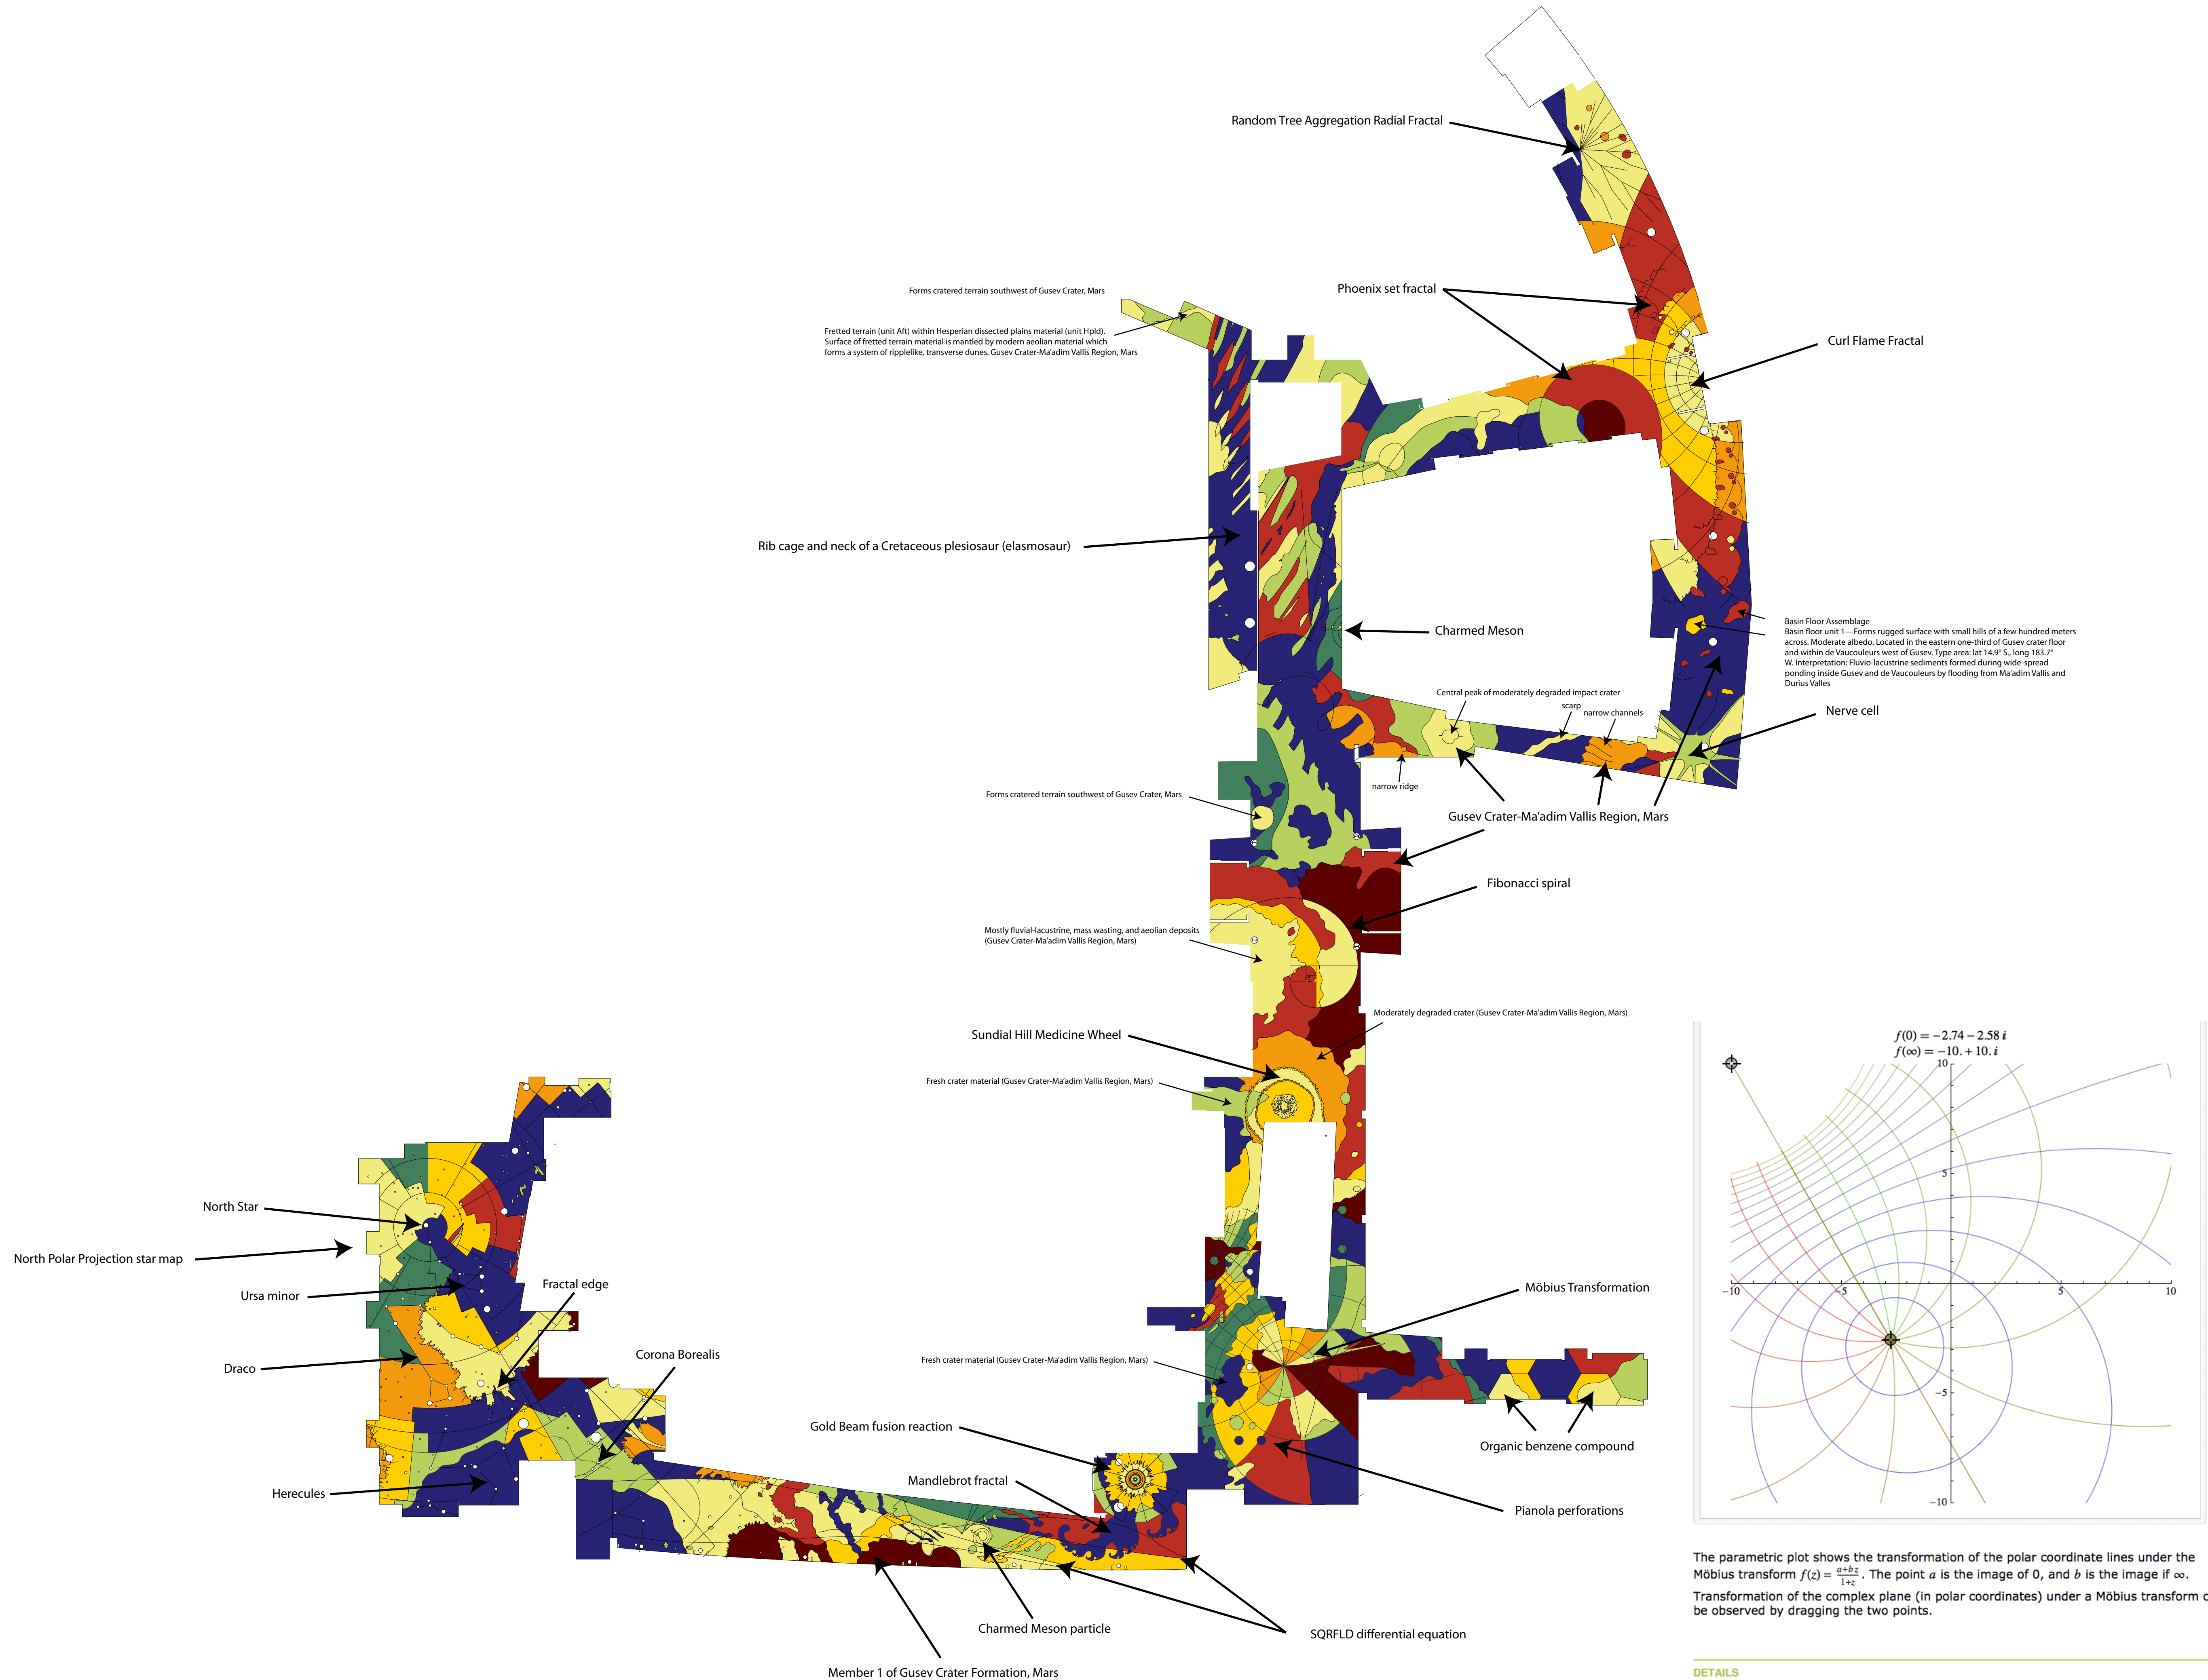 Random Tree Aggregation Radial Fractal
Forms cratered terrain southwest of Gusev Crater, Mars
Phoenix set fractal
Fretted terrain (unit Aft) within Hesperian dissected plains material (unit Hpld).
Surface of fretted terrain material is mantled by modern aeolian material which
forms a system of ripplelike, transverse dunes. Gusev Crater-Ma'adim Vallis Region, Mars
Curl Flame Fractal
Rib cage and neck of a Cretaceous plesiosaur (elasmosaur)
Charmed Meson
Basin Floor Assemblage
Basin floor unit 1—Forms rugged surface with small hills of a few hundred meters
across. Moderate albedo. Located in the eastern one-third of Gusev crater floor
and within de Vaucouleurs west of Gusev. Type area: lat 14.9° S., long 183.7°
W. Interpretation: Fluvio-lacustrine sediments formed during wide-spread
ponding inside Gusev and de Vaucouleurs by flooding from Ma'adim Vallis and
Durius Valles
Central peak of moderately degraded impact crater
scarp
narrow channels
Nerve cell
narrow ridge
Forms cratered terrain southwest of Gusev Crater, Mars
Gusev Crater-Ma'adim Vallis Region, Mars
Fibonacci spiral
Mostly fluvial-lacustrine, mass wasting, and aeolian deposits
(Gusev Crater-Ma'adim Vallis Region, Mars)
Moderately degraded crater (Gusev Crater-Ma'adim Vallis Region, Mars)
Sundial Hill Medicine Wheel
Fresh crater material (Gusev Crater-Ma'adim Vallis Region, Mars)
f(0) = −2.74 − 2.58 i
f(∞) = −10. + 10. i
10
5
−10
−5
5
10
−5
−10
North Star
North Polar Projection star map
Ursa minor
Fractal edge
Möbius Transformation
Draco
Corona Borealis
Fresh crater material (Gusev Crater-Ma'adim Vallis Region, Mars)
Gold Beam fusion reaction
Organic benzene compound
Mandlebrot fractal
Herecules
Pianola perforations
The parametric plot shows the transformation of the polar coordinate lines under the
Möbius transform f(z) = a+bz/1+z. The point a is the image of 0, and b is the image if ∞.
Transformation of the complex plane (in polar coordinates) under a Möbius transform c
be observed by dragging the two points.
Charmed Meson particle
SQRFLD differential equation
Member 1 of Gusev Crater Formation, Mars
DETAILS